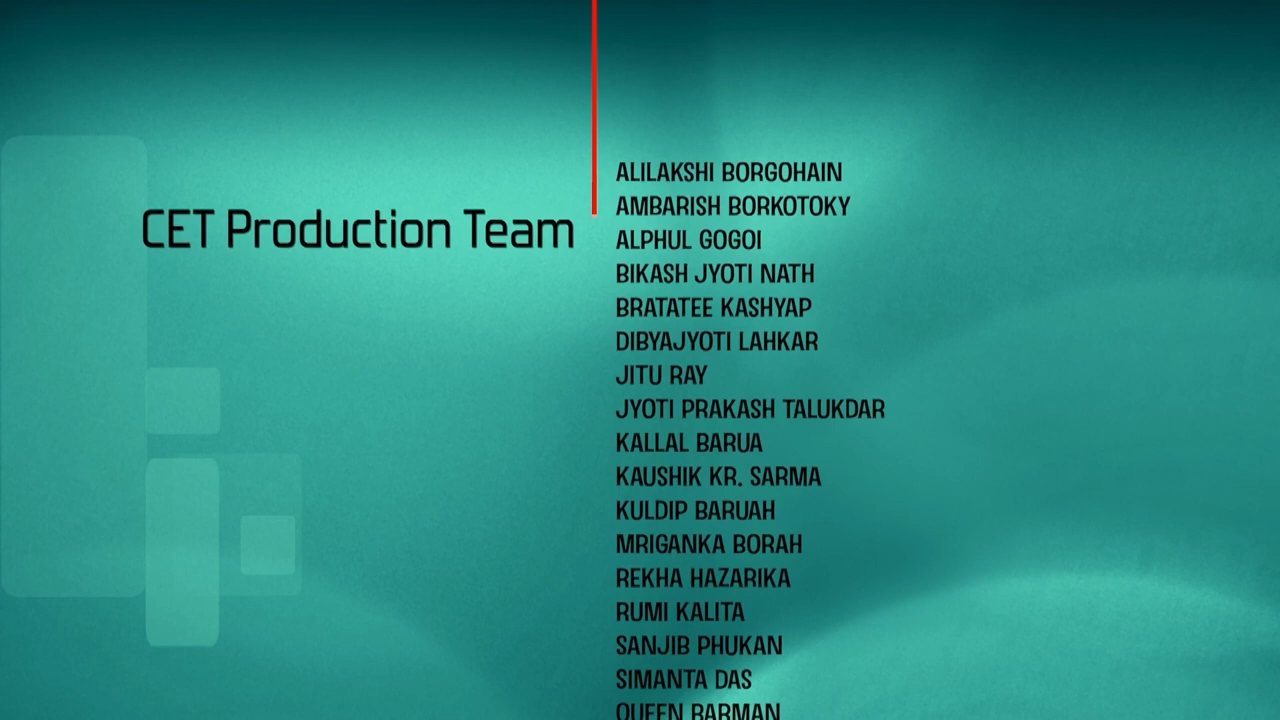 CET Production Team
ALILAKSHI BORGOHAIN
AMBARISH BORKOTOKY
ALPHUL GOGOI
BIKASH JYOTI NATH
BRATATEE KASHYAP
DIBYAJYOTI LAHKAR
JITU RAY
JYOTI PRAKASH TALUKDAR
KALLAL BARUA
KAUSHIK KR. SARMA
KULDIP BARUAH
MRIGANKA BORAH
REKHA HAZARIKA
RUMI KALITA
SANJIB PHUKAN
SIMANTA DAS
QUEEN BARMAN